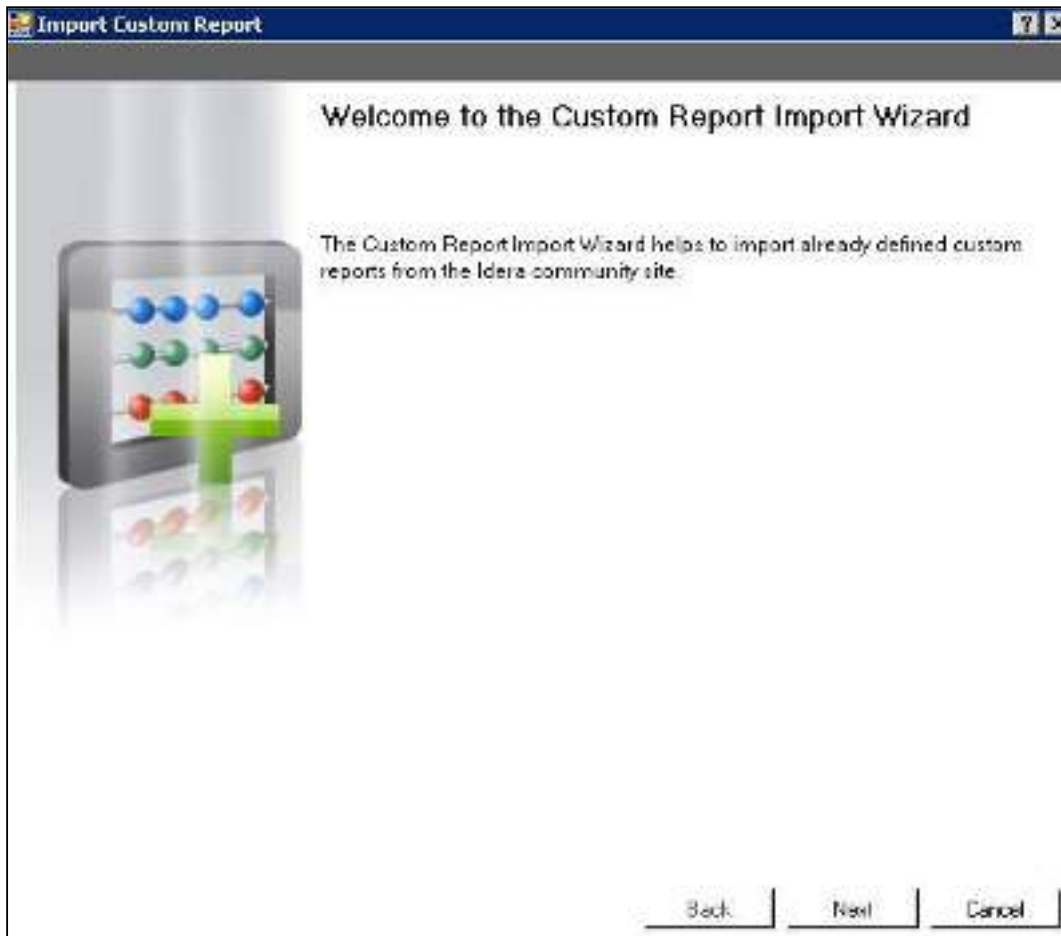 Import Custom Report
Welcome to the Custom Report Import Wizard
The Custom Report Import Wizard helps to import already defined custom
reports from the Idera community site.
Back
Next
Cancel